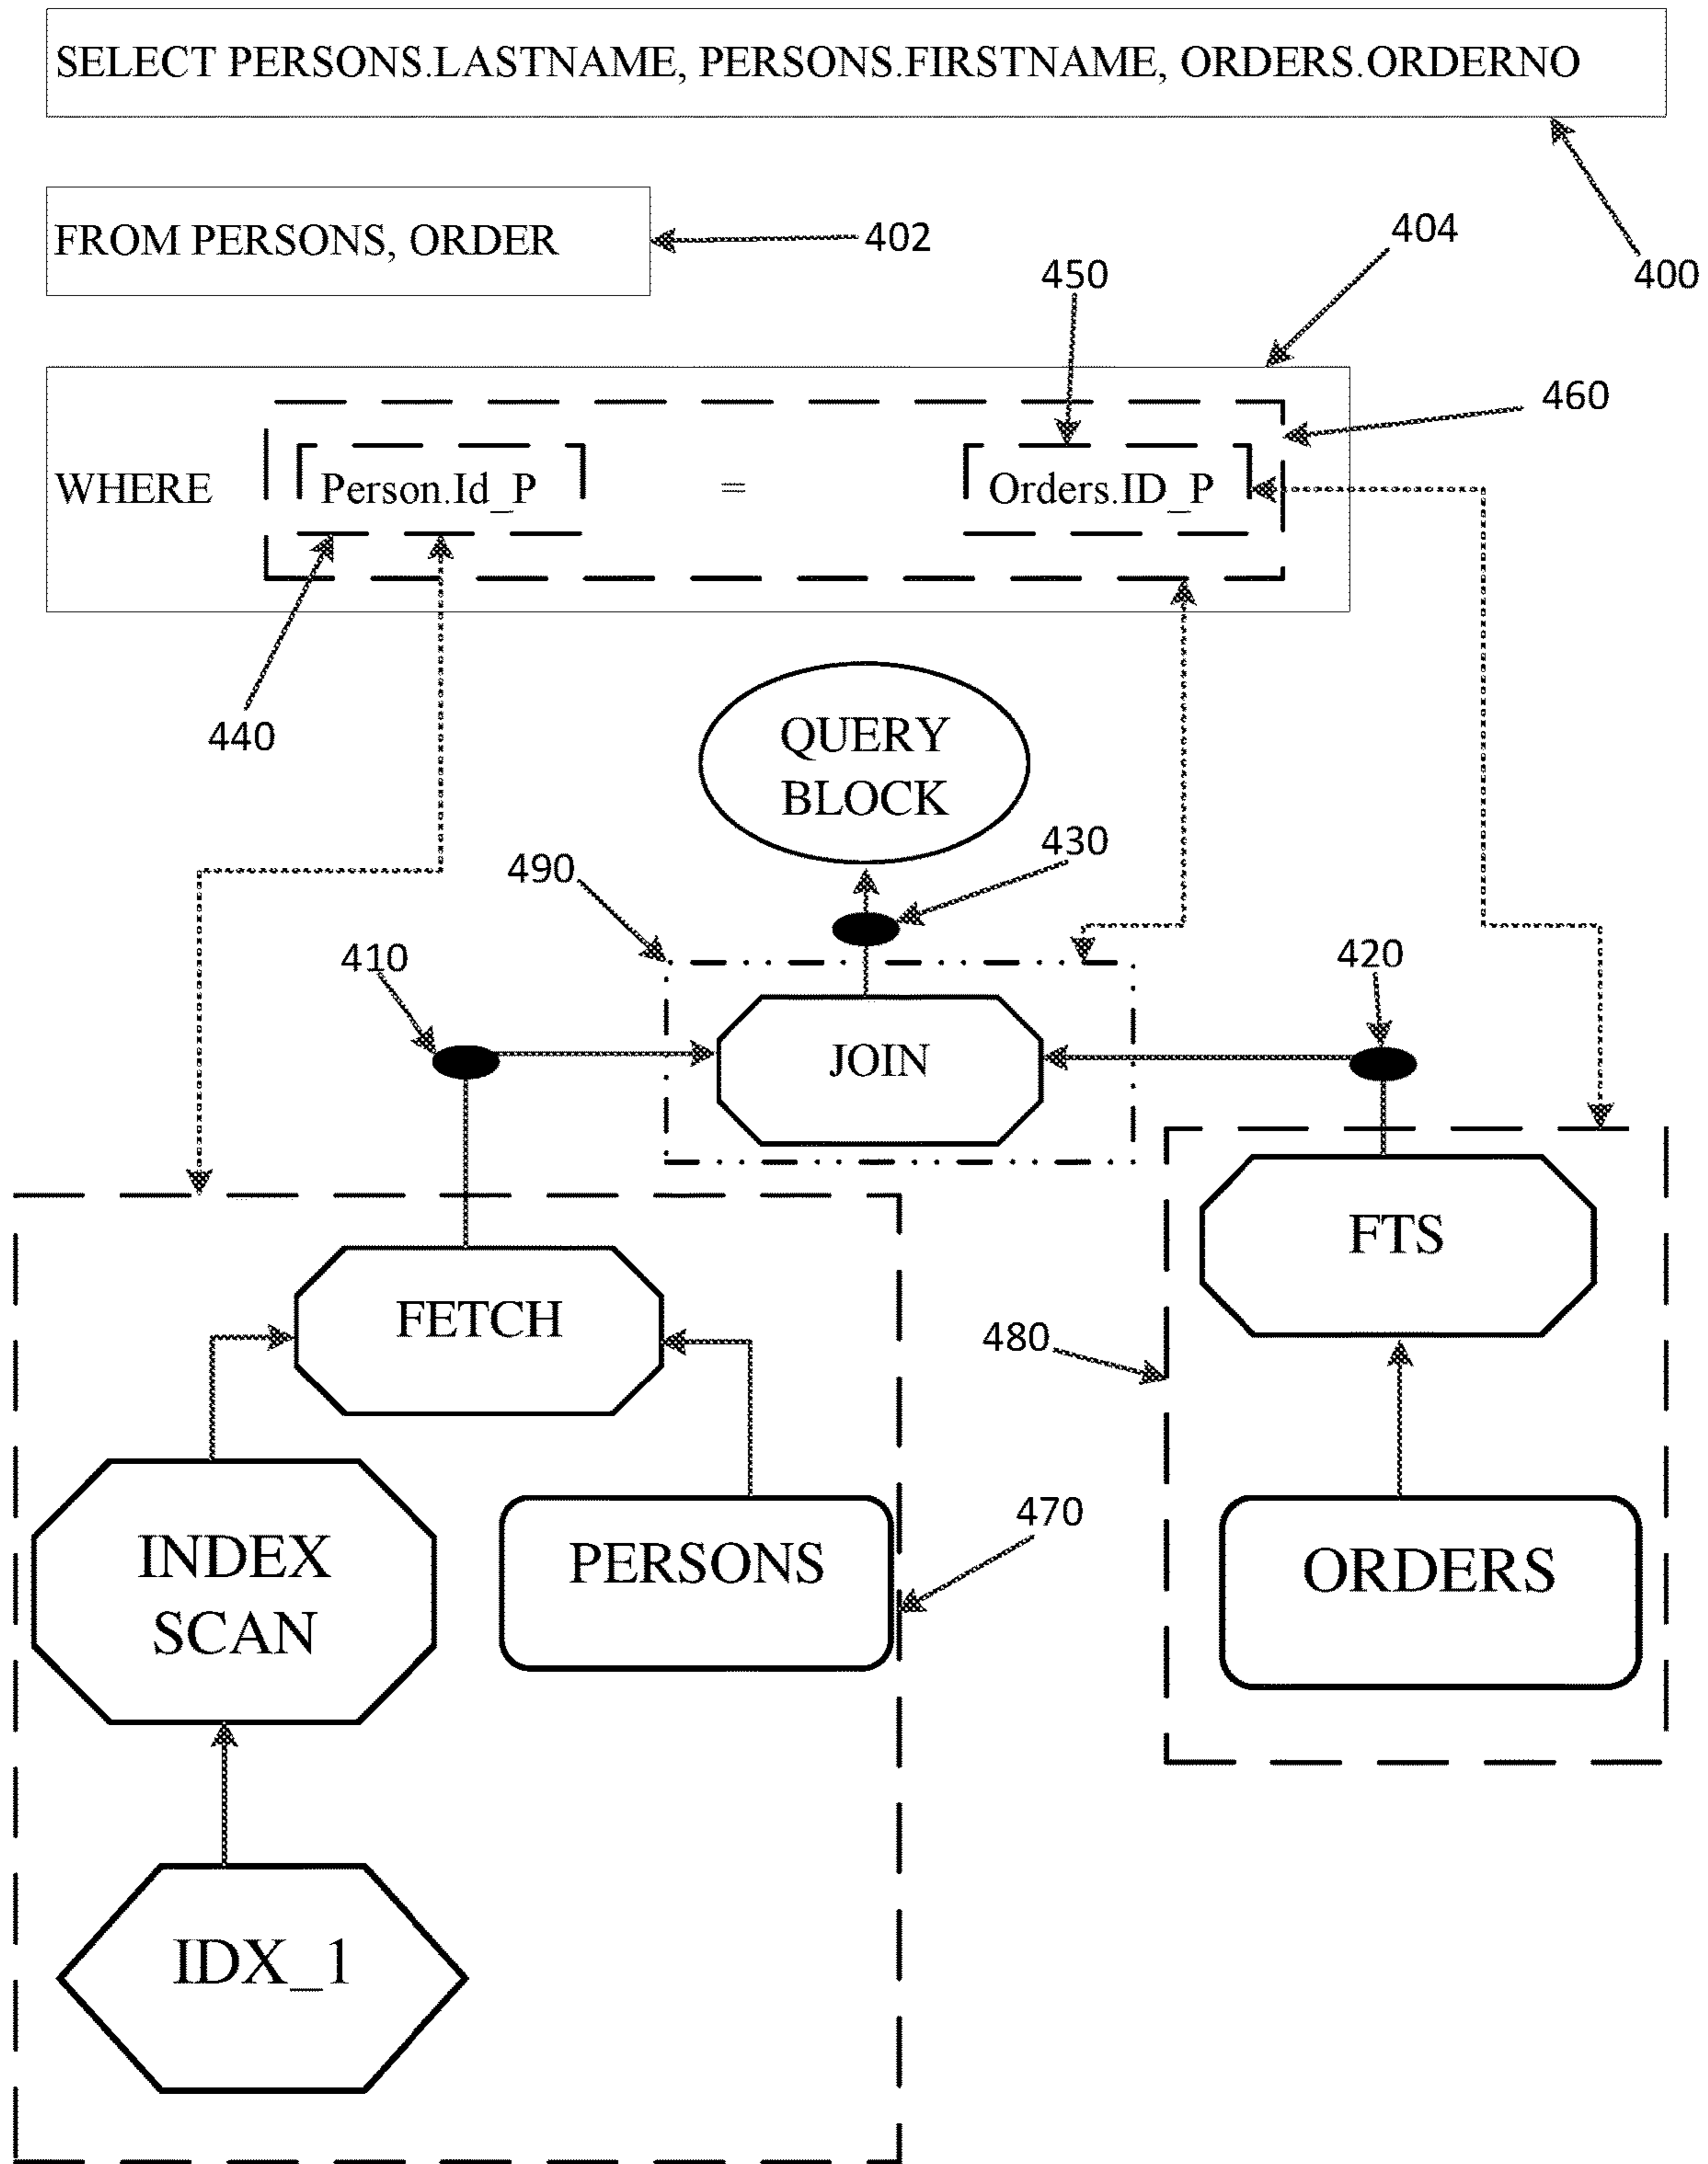 SELECT PERSONS.LASTNAME, PERSONS.FIRSTNAME, ORDERS.ORDERNO
400
FROM PERSONS, ORDER
402
404
450
460
WHERE Person.Id_P = Orders.ID_P
440
QUERY
BLOCK
430
490
410
420
JOIN
FTS
FETCH
480
INDEX
SCAN
PERSONS
470
ORDERS
IDX_1